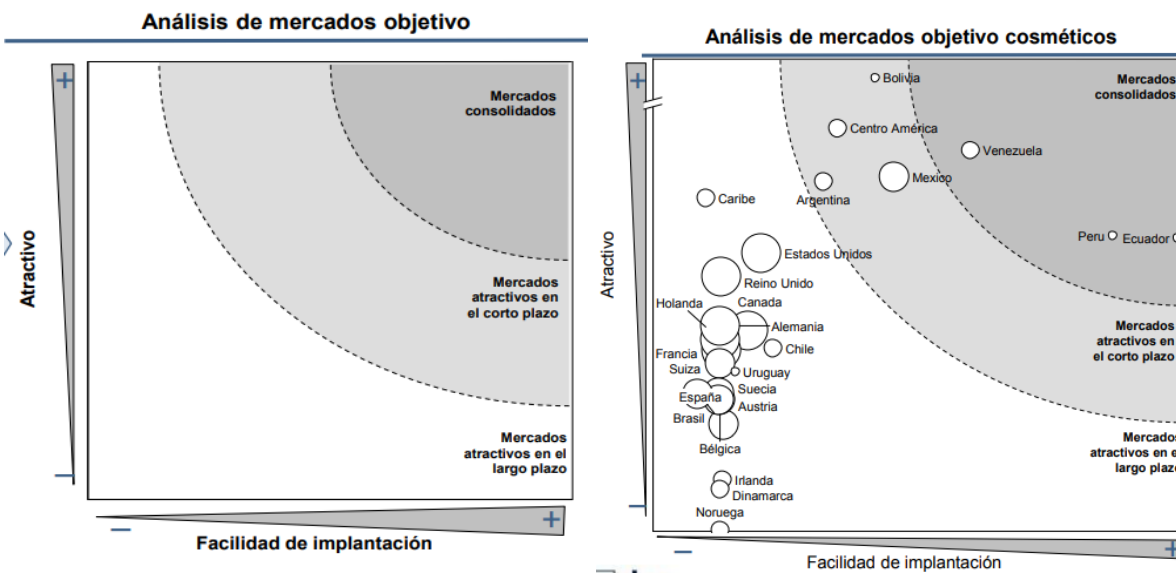 Análisis de mercados objetivo
+
Mercados
consolidados
Atractivo
Mercados
atractivos en
el corto plazo
Mercados
atractivos en el
largo plazo
−
−
+
Facilidad de implantación
Análisis de mercados objetivo cosméticos
+
Bolivia
Mercados
consolidados
Centro América
Venezuela
Mexico
Argentina
Caribe
Peru
Ecuador
Atractivo
Estados Unidos
Reino Unido
Holanda
Canada
Alemania
Mercados
atractivos en
el corto plazo
Chile
Francia
Suiza
Uruguay
Suecia
España
Austria
Brasil
Bélgica
Mercados
atractivos en e
largo plazo
Irlanda
Dinamarca
Noruega
−
−
+
Facilidad de implantación